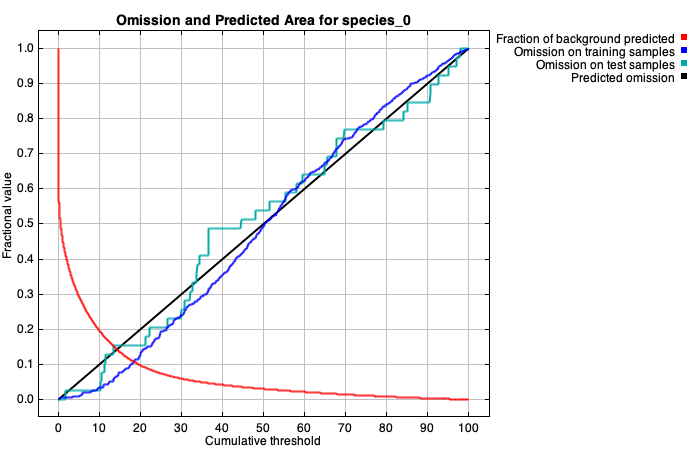 Omission and Predicted Area for species_0
Fraction of background predicted
Omission on training samples
Omission on test samples
Predicted omission
Fractional value
1.0
0.9
0.8
0.7
0.6
0.5
0.4
0.3
0.2
0.1
0.0
0 10 20 30 40 50 60 70 80 90 100
Cumulative threshold